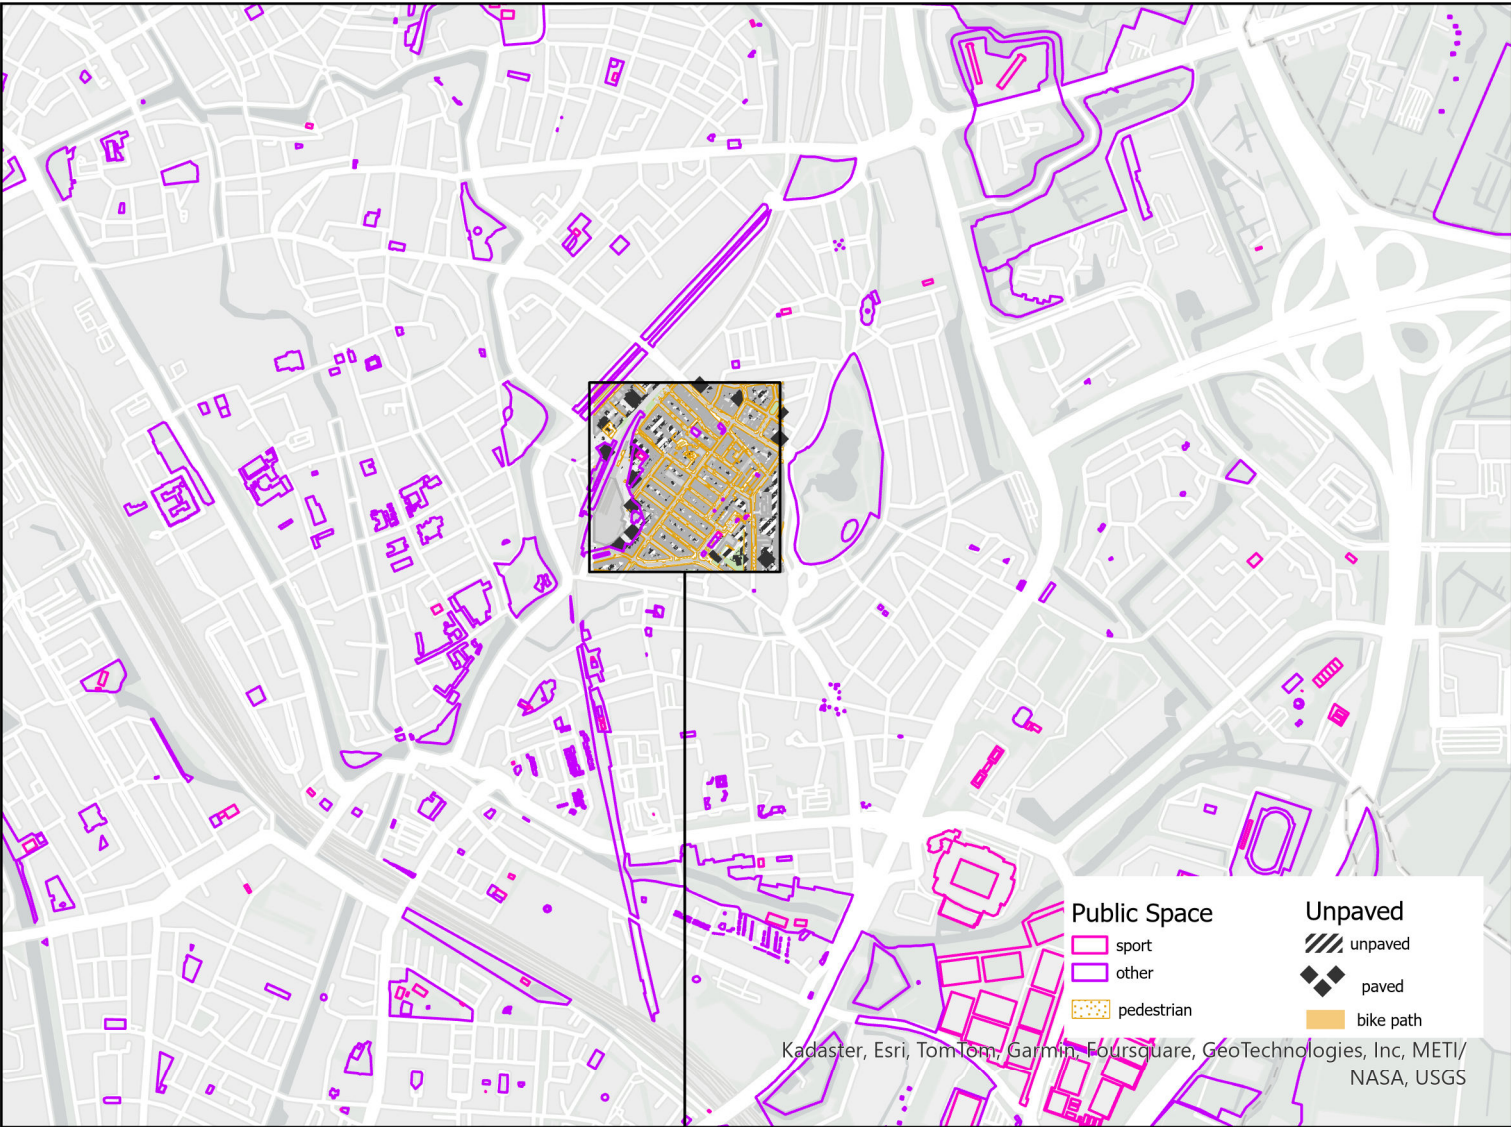 Public Space
sport
other
pedestrian
Unpaved
unpaved
paved
bike path
Kadaster, Esri, TomTom, Garmin, Foursquare, GeoTechnologies, Inc, METI/
NASA, USGS